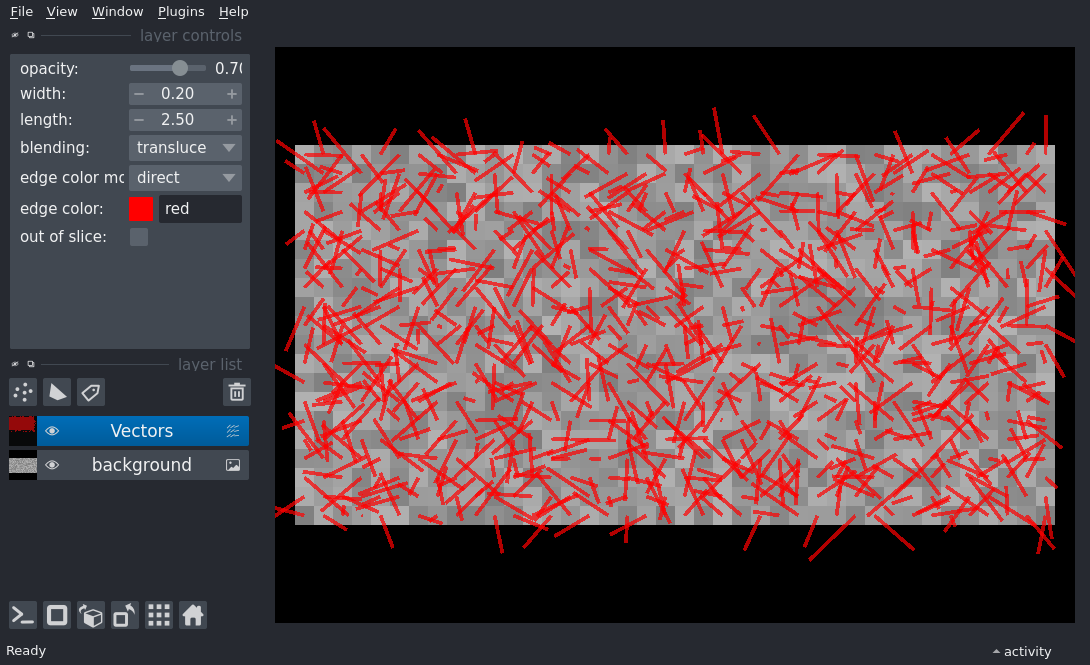 File View Window Plugins Help
layer controls
opacity: 0.70
width: − 0.20 +
length: − 2.50 +
blending: transluce
edge color mo direct
edge color: red
out of slice:
layer list
Vectors
background
Ready
activity